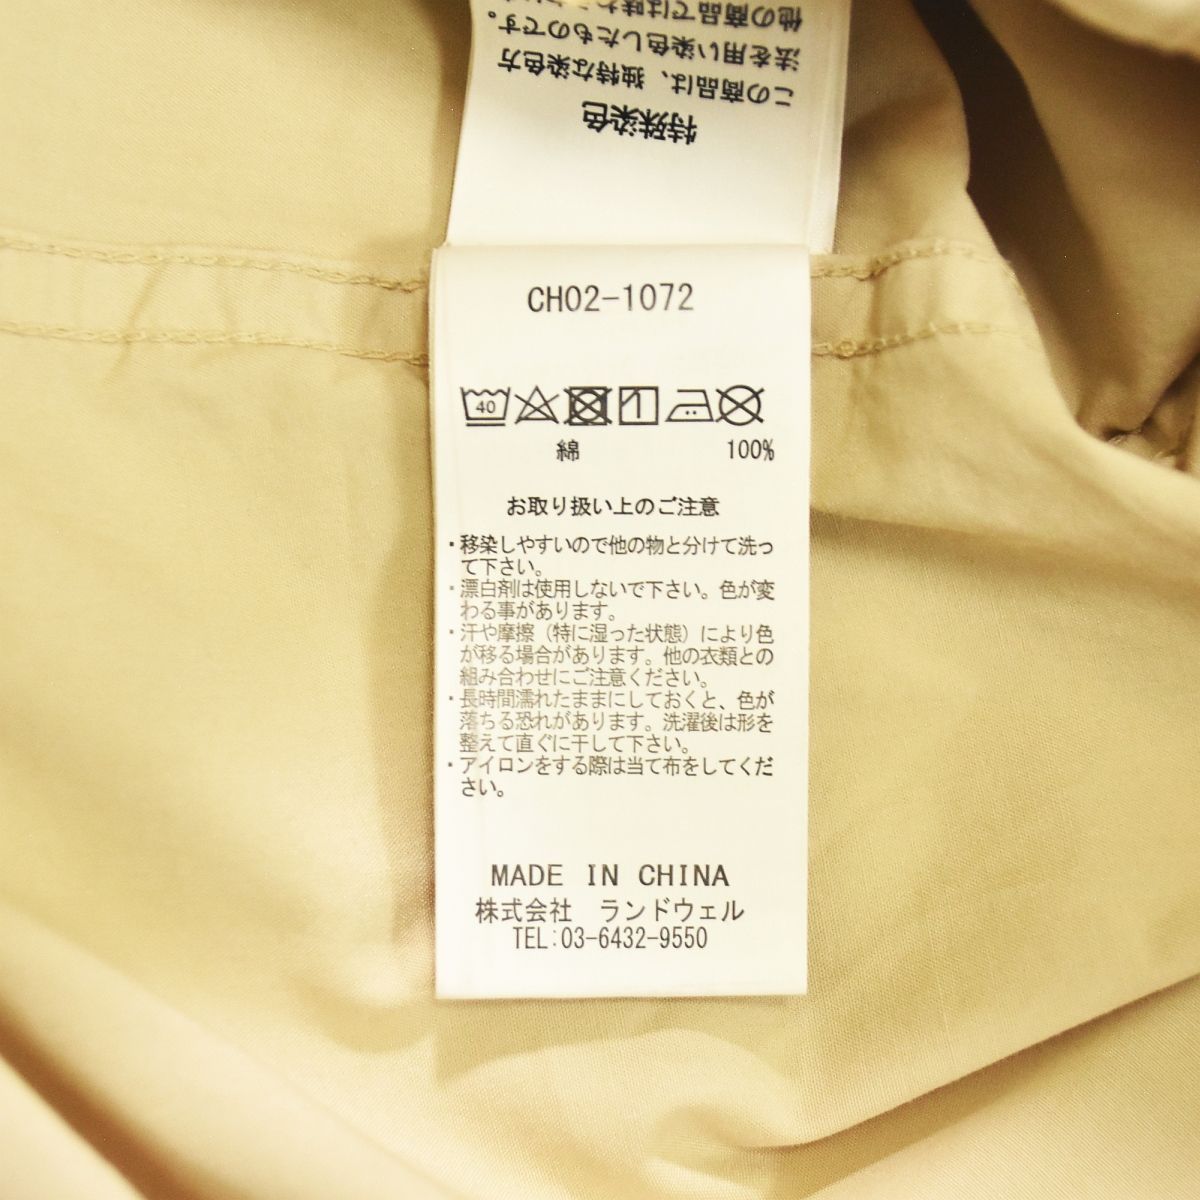 他の商品では味わ
法を用い染色したものです。
この商品は、独特な染色方
特殊染色
CH02-1072
40
綿 100%
お取り扱い上のご注意
・移染しやすいので他の物と分けて洗っ
て下さい。
・漂白剤は使用しないで下さい。色が変
わる事があります。
・汗や摩擦（特に湿った状態）により色
が移る場合があります。他の衣類との
組み合わせにご注意ください。
・長時間濡れたままにしておくと、色が
落ちる恐れがあります。洗濯後は形を
整えて直ぐに干して下さい。
・アイロンをする際は当て布をしてくだ
さい。
MADE IN CHINA
株式会社 ランドウェル
TEL:03-6432-9550